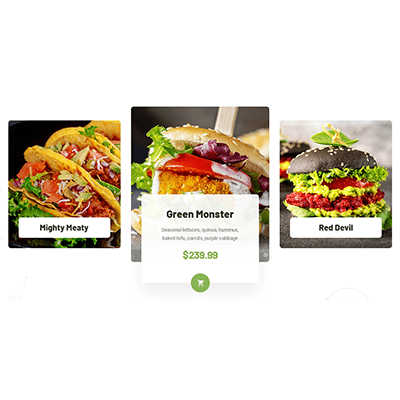 Mighty Meaty
Green Monster
Seasonal lettuces, quinoa, hummus,
baked tofu, carrots, purple cabbage
$239.99
Red Devil